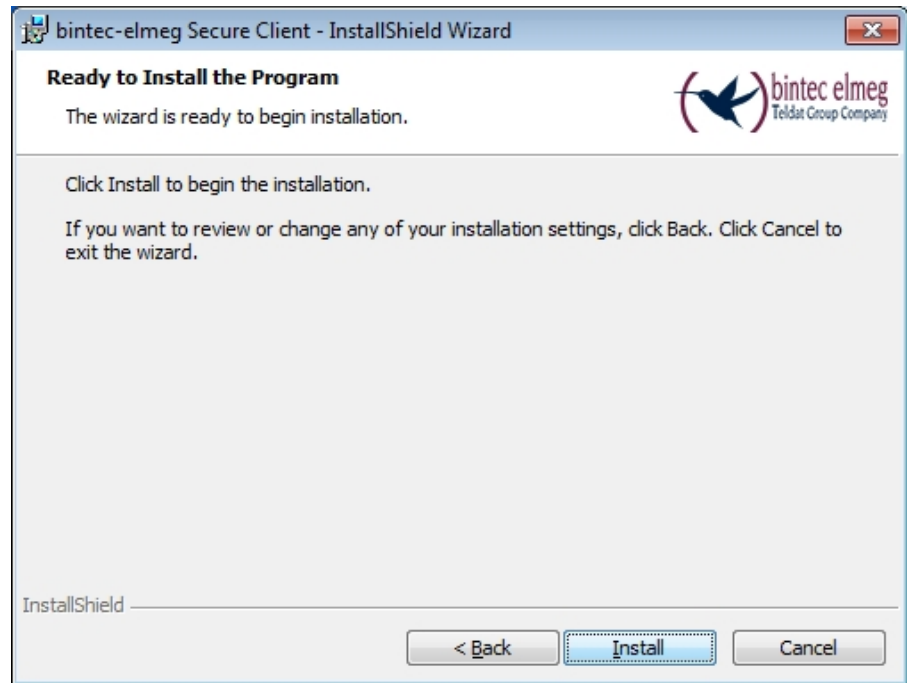 bintec-elmeg Secure Client - InstallShield Wizard
Ready to Install the Program
The wizard is ready to begin installation.
bintec elmeg
Teldat Group Company
Click Install to begin the installation.
If you want to review or change any of your installation settings, click Back. Click Cancel to
exit the wizard.
InstallShield
< Back
Install
Cancel